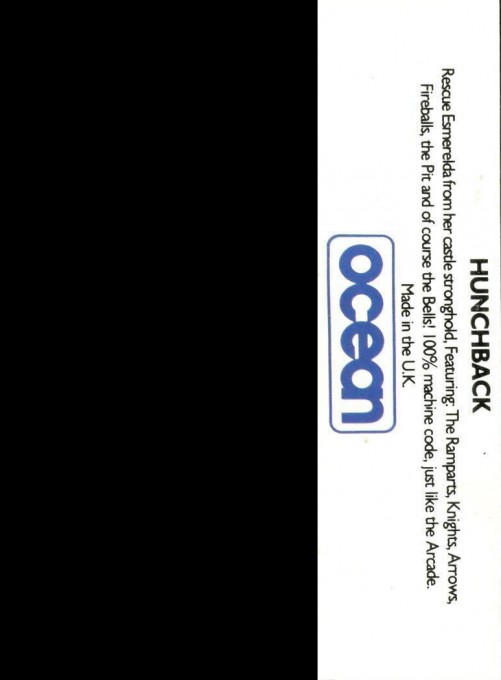 HUNCHBACK
Rescue Esmerelda from her castle stronghold, Featuring: The Ramparts, Knights, Arrows,
Fireballs, the Pit and of course the Bells! 100% machine code, just like the Arcade.
Made in the U.K.
ocean